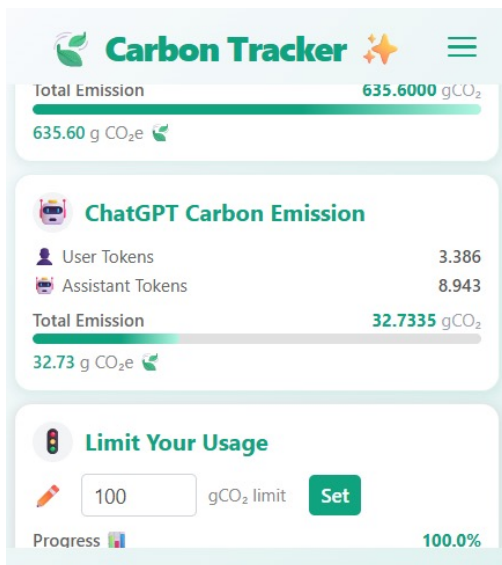 Carbon Tracker
Total Emission 635.6000 gCO₂
635.60 g CO₂e
ChatGPT Carbon Emission
User Tokens 3.386
Assistant Tokens 8.943
Total Emission 32.7335 gCO₂
32.73 g CO₂e
Limit Your Usage
100 gCO₂ limit Set
Progress 100.0%